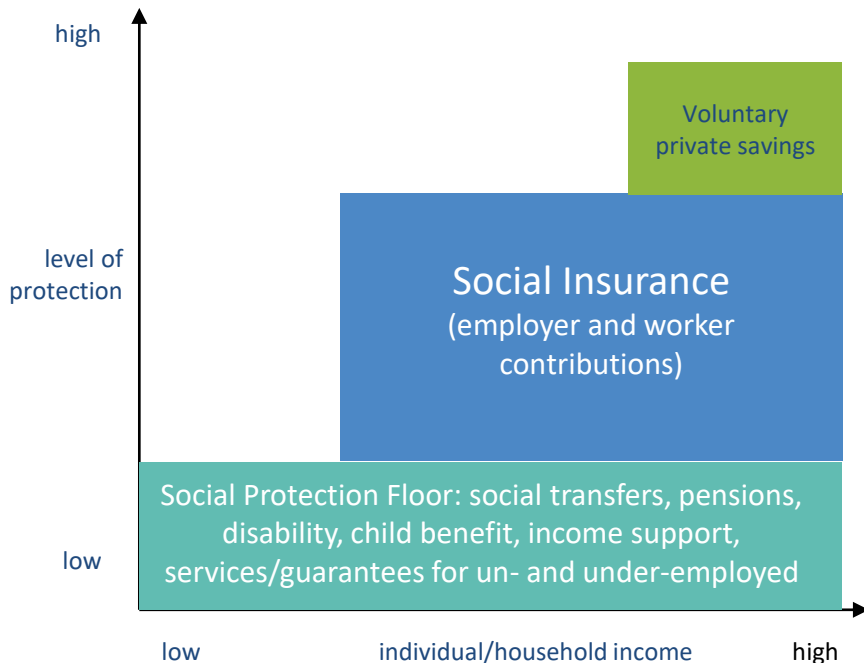 high
Voluntary
private savings
level of
protection
Social Insurance
(employer and worker
contributions)
Social Protection Floor: social transfers, pensions,
disability, child benefit, income support,
services/guarantees for un- and under-employed
low
low
individual/household income
high